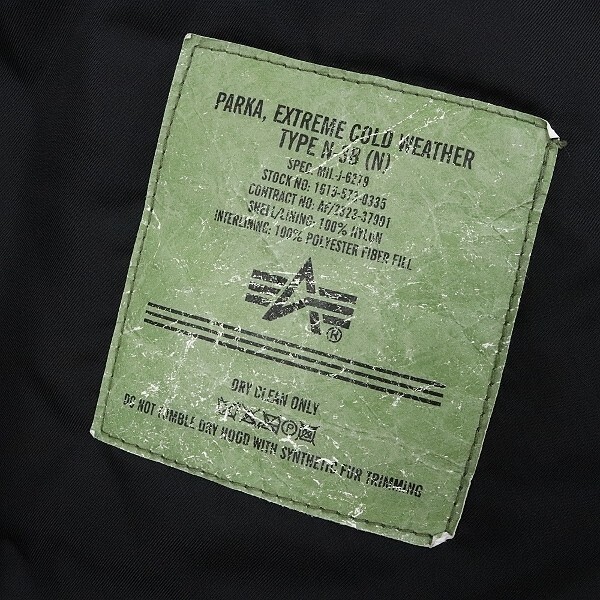 PARKA, EXTREME COLD WEATHER
TYPE N-3B (N)
SPEC. MIL-J-6279
STOCK NO: 1615-573-0335
CONTRACT NO: AF/2323-37991
SHELL/LINING: 100% NYLON
INTERLINING: 100% POLYESTER FIBER FILL
A
®
DRY CLEAN ONLY
DO NOT TUMBLE DRY HOOD WITH SYNTHETIC FUR TRIMMING